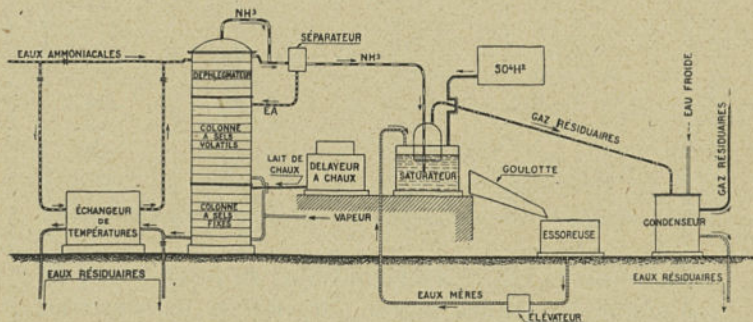 NH³
SÉPARATEUR
EAUX AMMONIACALES
NH³
SO⁴H²
DÉPHLEGMATEUR
EA
GAZ RÉSIDUAIRES
EAU FROIDE
GAZ RÉSIDUAIRES
COLONNE
A SELS
VOLATILS
LAIT DE
CHAUX
DÉLAYEUR
A CHAUX
SATURATEUR
GOULOTTE
ÉCHANGEUR
DE
TEMPÉRATURES
COLONNE
A SELS
FIXES
VAPEUR
ESSOREUSE
CONDENSEUR
EAUX RÉSIDUAIRES
EAUX MÈRES
ÉLÉVATEUR
EAUX RÉSIDUAIRES